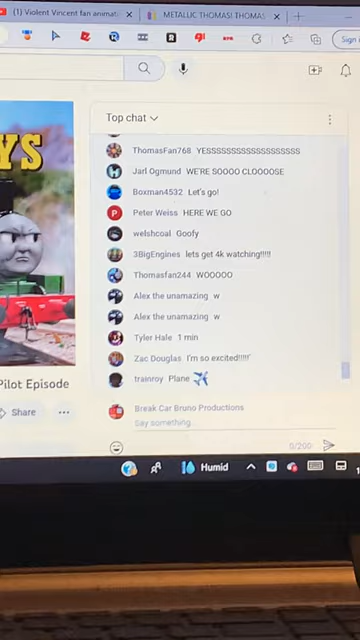 (1) Violent Vincent fan animat
METALLIC THOMAS! THOMAS
Sign
YS
Top chat
ThomasFan768 YESSSSSSSSSSSSSSSSSSSS
Jarl Ogmund WE'RE SOOOO CLOOOOSE
Boxman4532 Let's go!
Peter Weiss HERE WE GO
welshcoal Goofy
3BigEngines lets get 4k watching!!!!!
Thomasfan244 WOOOOO
Alex the unamazing w
Alex the unamazing w
Tyler Hale 1 min
Zac Douglas I'm so excited!!!!!
trainroy Plane ✈️
Pilot Episode
Share
Break Car Bruno Productions
Say something...
0/200
Humid